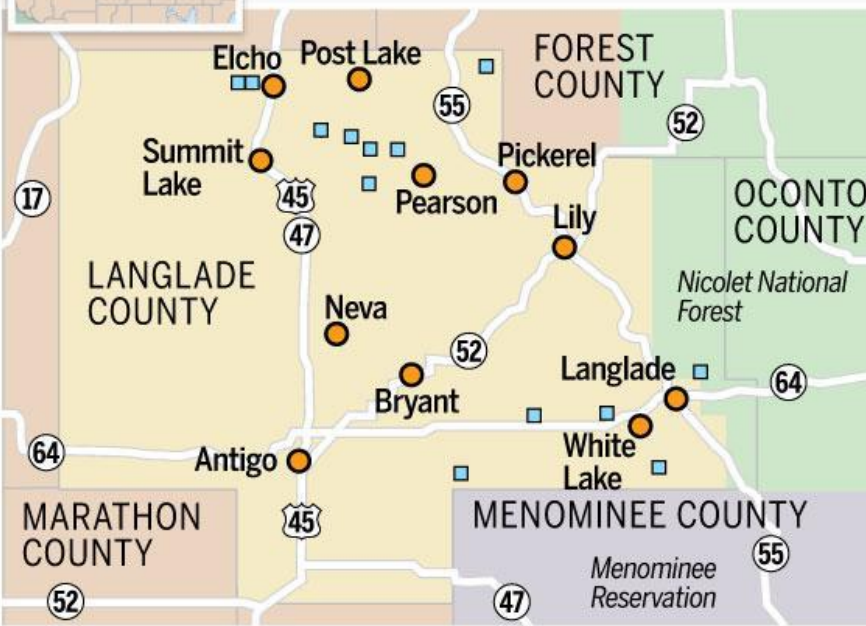 Elcho
Post Lake
FOREST
COUNTY
55
52
Summit
Lake
Pickerel
17
45
Pearson
OCONTO
COUNTY
47
Lily
LANGLADE
COUNTY
Nicolet National
Forest
Neva
52
Langlade
64
Bryant
64
Antigo
White
Lake
MARATHON
COUNTY
45
MENOMINEE COUNTY
55
Menominee
Reservation
52
47